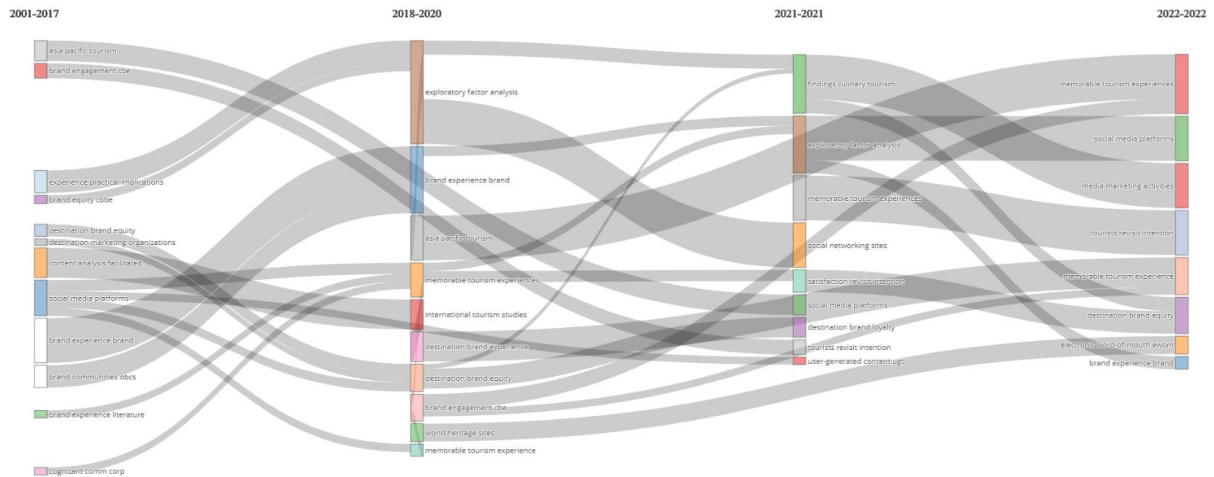 2001-2017
2018-2020
2021-2021
2022-2022
asia pacific tourism
brand engagement cbe
experience practical implications
brand equity cbbe
destination brand equity
destination marketing organizations
content analysis facilitated
social media platforms
brand experience brand
brand communities obcs
brand experience literature
cognizant comm corp
exploratory factor analysis
brand experience brand
asia pacific tourism
memorable tourism experiences
international tourism studies
destination brand experience
destination brand equity
brand engagement cbe
world heritage sites
memorable tourism experience
findings culinary tourism
exploratory factor analysis
memorable tourism experiences
social networking sites
satisfaction revisit intention
social media platforms
destination brand loyalty
tourists revisit intention
user-generated content ugc
memorable tourism experiences
social media platforms
media marketing activities
tourists revisit intention
memorable tourism experience
destination brand equity
electronic word-of-mouth ewom
brand experience brand